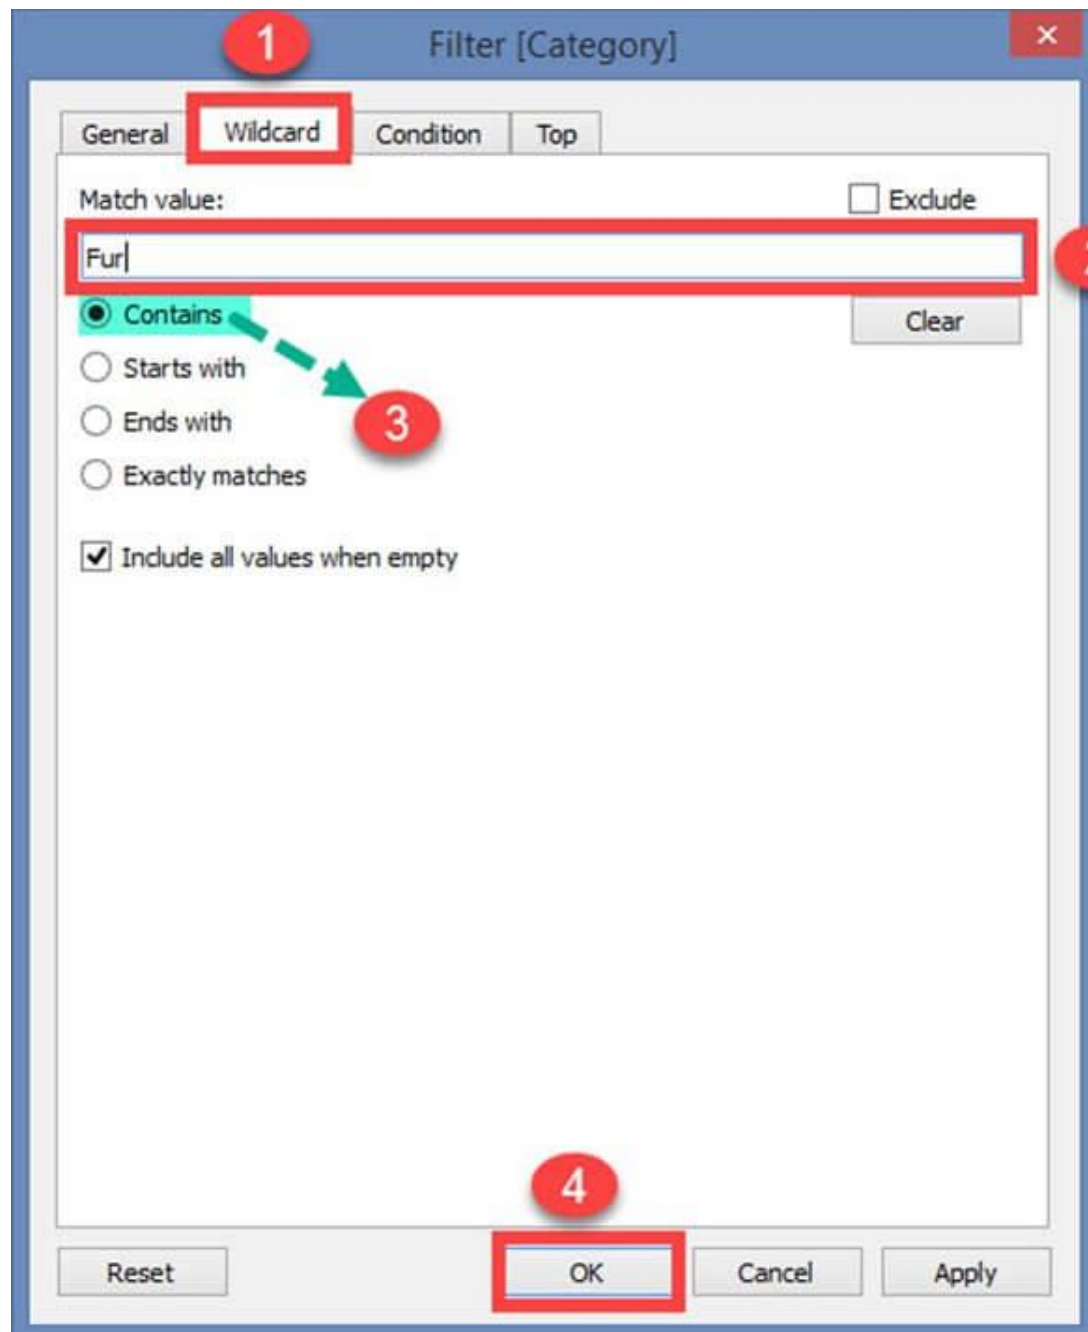 1
Filter [Category]
General Wildcard Condition Top
Match value: Exclude
Fur
2
Contains Clear
Starts with
3
Ends with
Exactly matches
Include all values when empty
4
Reset OK Cancel Apply